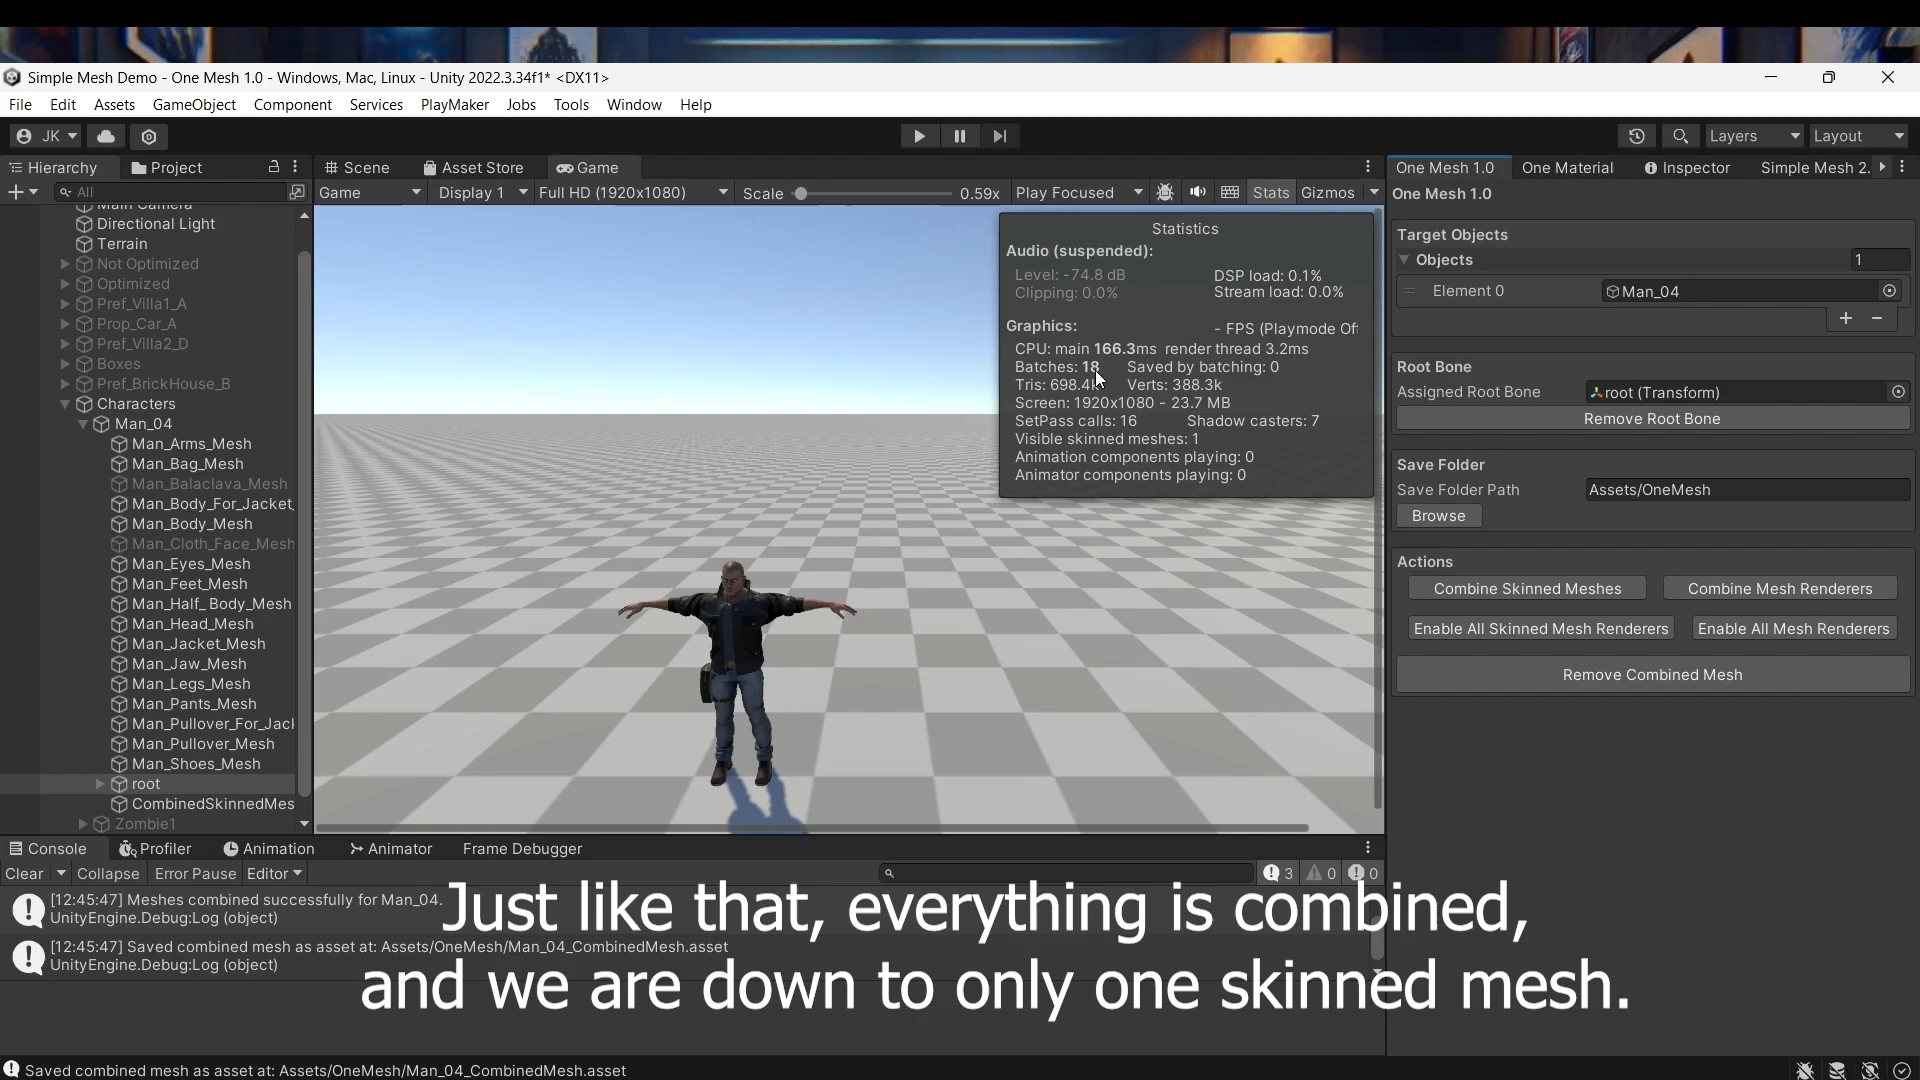 Simple Mesh Demo - One Mesh 1.0 - Windows, Mac, Linux - Unity 2022.3.34f1* <DX11>
File Edit Assets GameObject Component Services PlayMaker Jobs Tools Window Help
JK Layers Layout
Hierarchy Project Scene Asset Store Game One Mesh 1.0 One Material Inspector Simple Mesh 2.
All Game Display 1 Full HD (1920x1080) Scale 0.59x Play Focused Stats Gizmos One Mesh 1.0
Main Camera
Directional Light
Terrain
Not Optimized
Optimized
Pref_Villa1_A
Prop_Car_A
Pref_Villa2_D
Boxes
Pref_BrickHouse_B
Characters
Man_04
Man_Arms_Mesh
Man_Bag_Mesh
Man_Balaclava_Mesh
Man_Body_For_Jacket_
Man_Body_Mesh
Man_Cloth_Face_Mesh
Man_Eyes_Mesh
Man_Feet_Mesh
Man_Half_ Body_Mesh
Man_Head_Mesh
Man_Jacket_Mesh
Man_Jaw_Mesh
Man_Legs_Mesh
Man_Pants_Mesh
Man_Pullover_For_Jack
Man_Pullover_Mesh
Man_Shoes_Mesh
root
CombinedSkinnedMes
Zombie1
Statistics
Audio (suspended):
Level: -74.8 dB DSP load: 0.1%
Clipping: 0.0% Stream load: 0.0%
Graphics: - FPS (Playmode Off
CPU: main 166.3ms render thread 3.2ms
Batches: 18 Saved by batching: 0
Tris: 698.4k Verts: 388.3k
Screen: 1920x1080 - 23.7 MB
SetPass calls: 16 Shadow casters: 7
Visible skinned meshes: 1
Animation components playing: 0
Animator components playing: 0
Target Objects
Objects 1
Element 0 Man_04
+ -
Root Bone
Assigned Root Bone root (Transform)
Remove Root Bone
Save Folder
Save Folder Path Assets/OneMesh
Browse
Actions
Combine Skinned Meshes Combine Mesh Renderers
Enable All Skinned Mesh Renderers Enable All Mesh Renderers
Remove Combined Mesh
Console Profiler Animation Animator Frame Debugger
Clear Collapse Error Pause Editor 3 0 0
[12:45:47] Meshes combined successfully for Man_04.
UnityEngine.Debug:Log (object)
[12:45:47] Saved combined mesh as asset at: Assets/OneMesh/Man_04_CombinedMesh.asset
UnityEngine.Debug:Log (object)
Just like that, everything is combined,
and we are down to only one skinned mesh.
Saved combined mesh as asset at: Assets/OneMesh/Man_04_CombinedMesh.asset